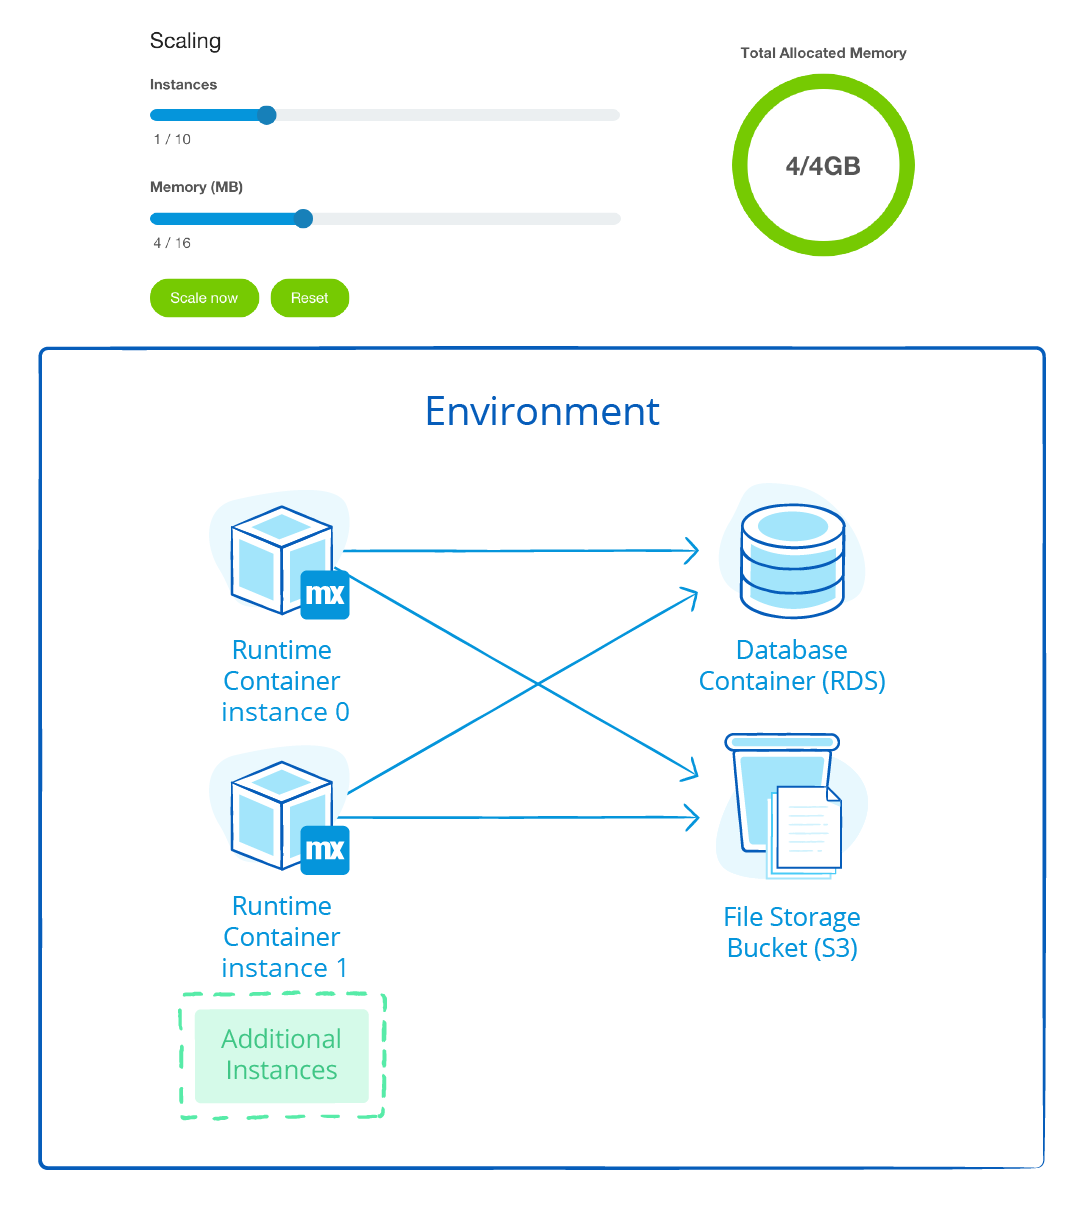 Scaling
Total Allocated Memory
Instances
1 / 10
4/4GB
Memory (MB)
4 / 16
Scale now
Reset
Environment
mx
Runtime
Container
instance 0
Database
Container (RDS)
mx
Runtime
Container
instance 1
File Storage
Bucket (S3)
Additional
Instances